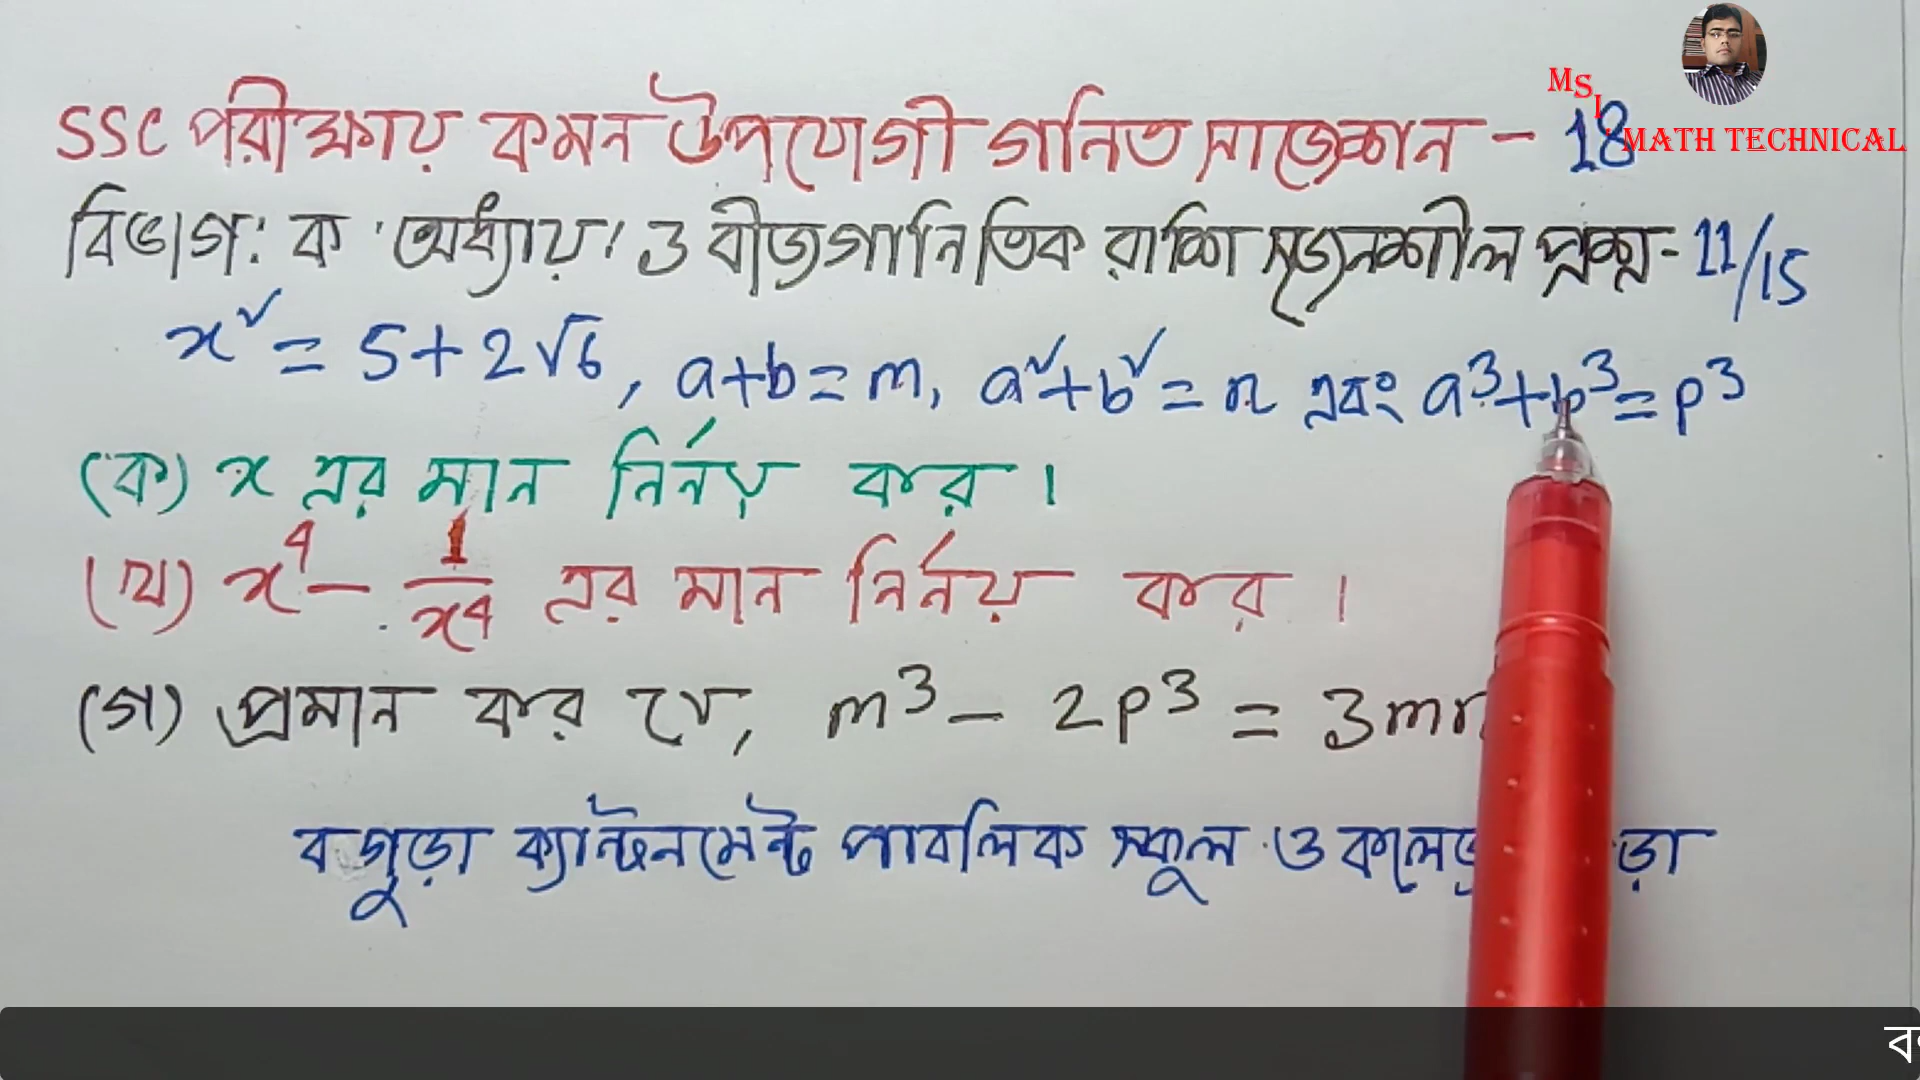 MSI MATH TECHNICAL
SSC পরীক্ষায় কমন উপযোগী গনিত সাজেশান - 18
বিভাগ: ক 'অধ্যায়' ৩ বীজগানিতিক রাশি সৃজনশীল প্রশ্ন- 11/15
x² = 5+2√6, a+b=m, a²+b²=n এবং a³+b³=p³
(ক) x এর মান নির্নয় কর।
(খ) x⁴ - 1/x⁴ এর মান নির্নয় কর।
(গ) প্রমান কর যে, m³ - 2p³ = 3mn
বগুড়া ক্যান্টনমেন্ট পাবলিক স্কুল ও কলেজ